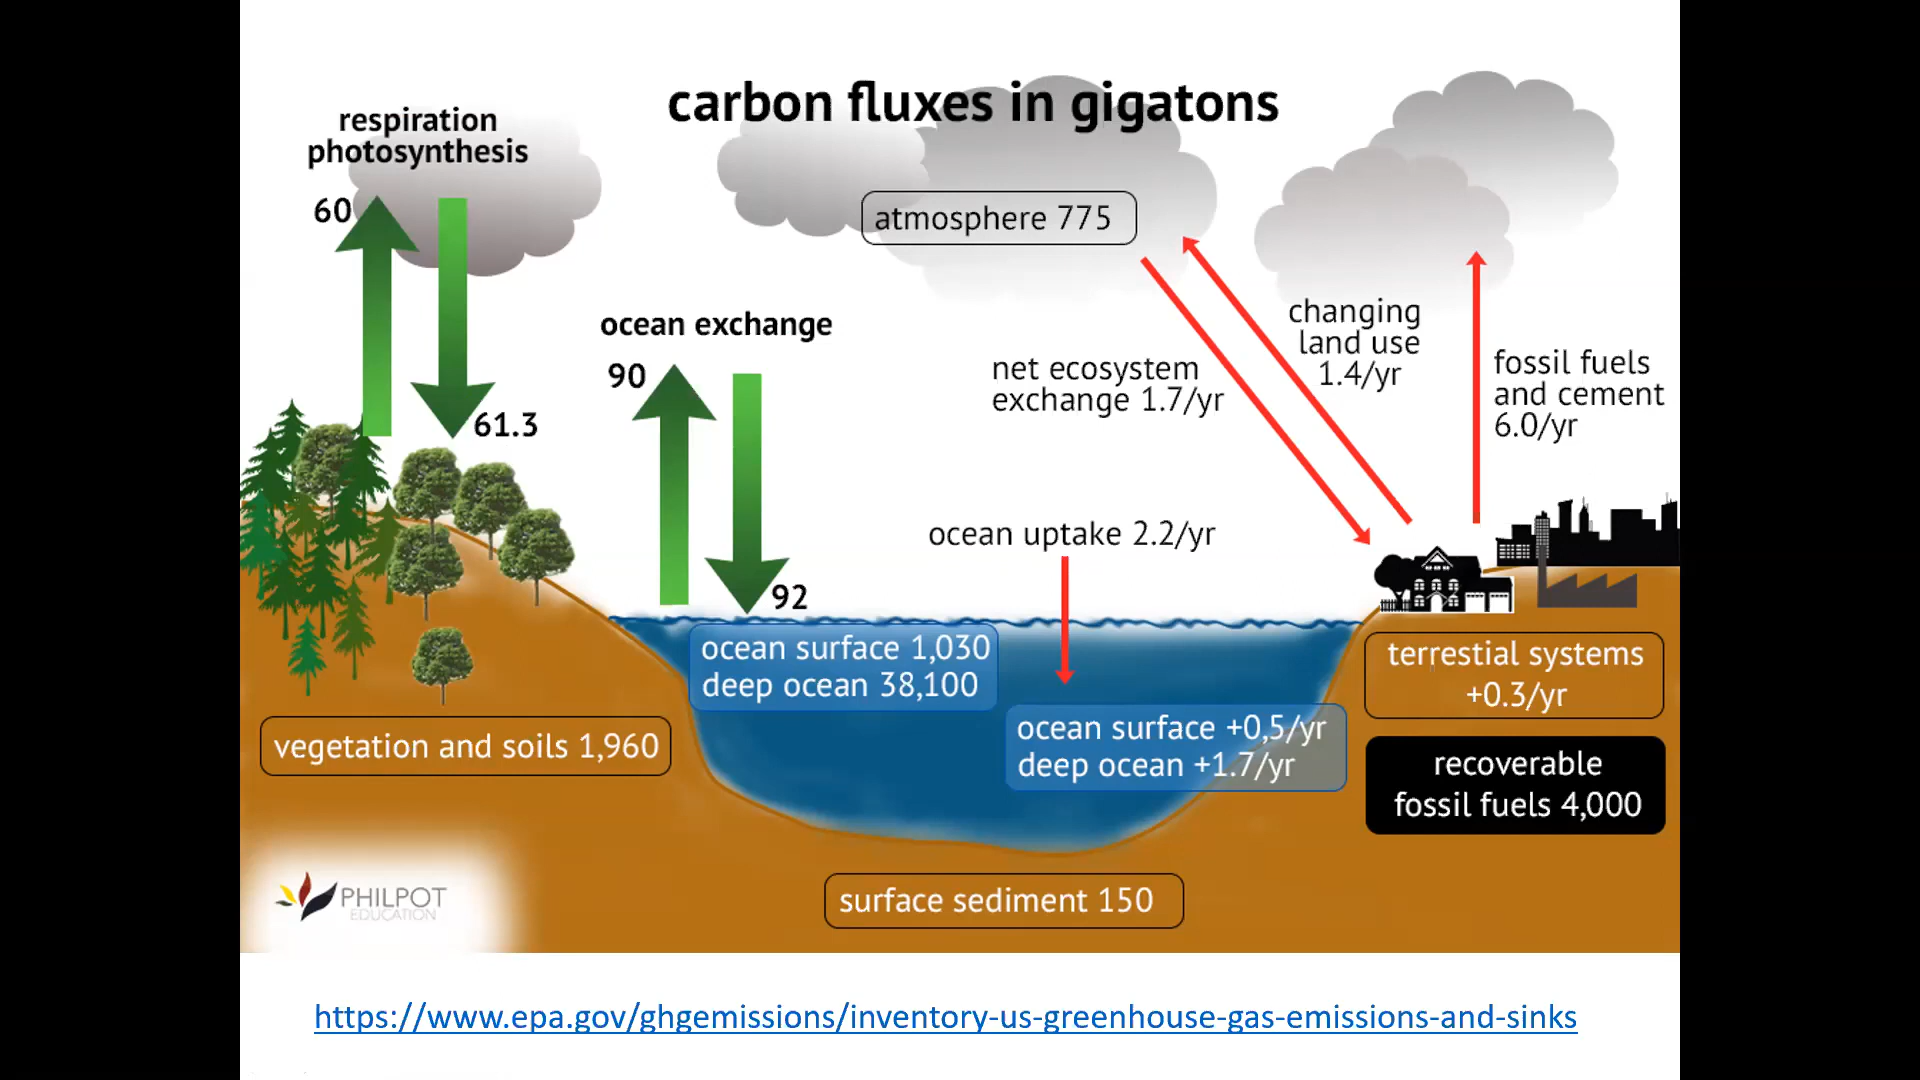 carbon fluxes in gigatons
respiration
photosynthesis
60
61.3
ocean exchange
90
92
atmosphere 775
net ecosystem
exchange 1.7/yr
changing
land use
1.4/yr
fossil fuels
and cement
6.0/yr
ocean uptake 2.2/yr
ocean surface 1,030
deep ocean 38,100
ocean surface +0,5/yr
deep ocean +1.7/yr
terrestial systems
+0.3/yr
vegetation and soils 1,960
recoverable
fossil fuels 4,000
surface sediment 150
PHILPOT
EDUCATION
https://www.epa.gov/ghgemissions/inventory-us-greenhouse-gas-emissions-and-sinks